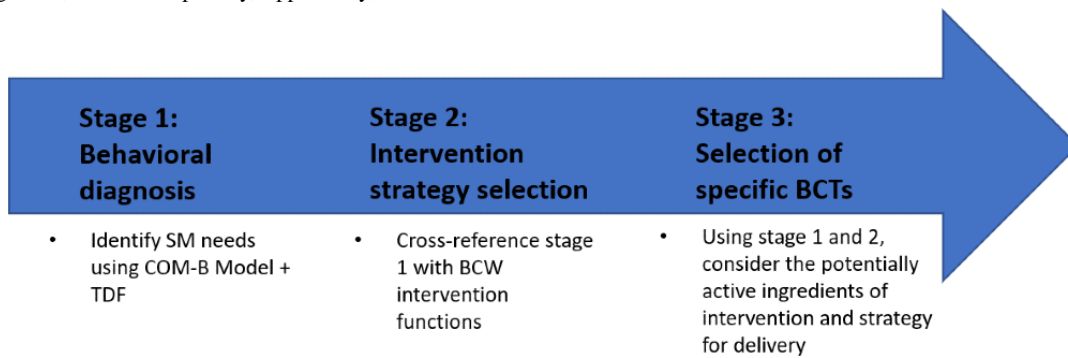 Stage 1:
Behavioral
diagnosis
• Identify SM needs
using COM-B Model +
TDF
Stage 2:
Intervention
strategy selection
• Cross-reference stage
1 with BCW
intervention
functions
Stage 3:
Selection of
specific BCTs
• Using stage 1 and 2,
consider the potentially
active ingredients of
intervention and strategy
for delivery